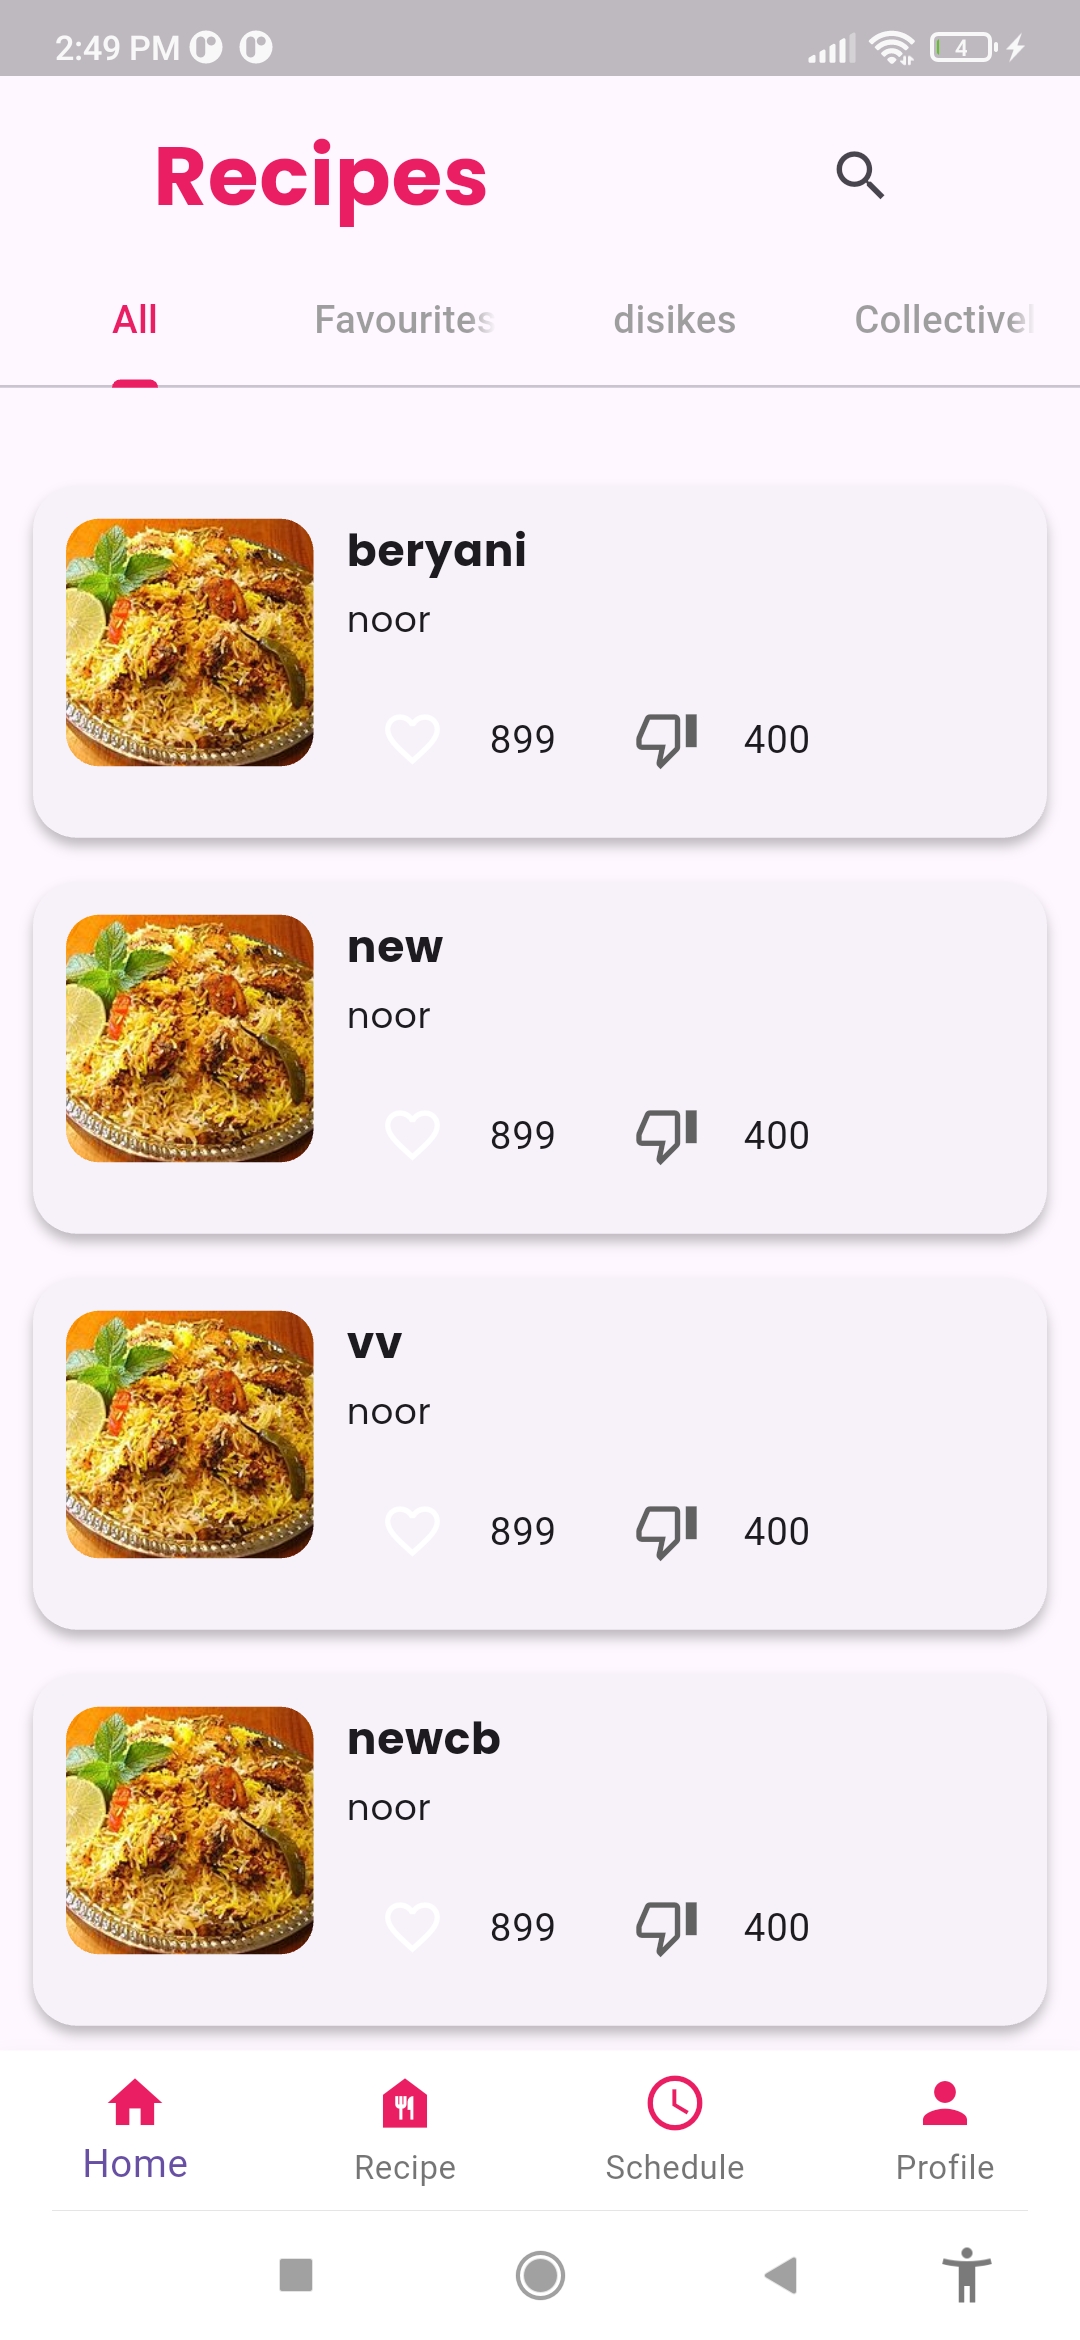 2:49 PM 4
Recipes
All Favourites disikes Collectivel
beryani
noor
899 400
new
noor
899 400
vv
noor
899 400
newcb
noor
899 400
Home Recipe Schedule Profile